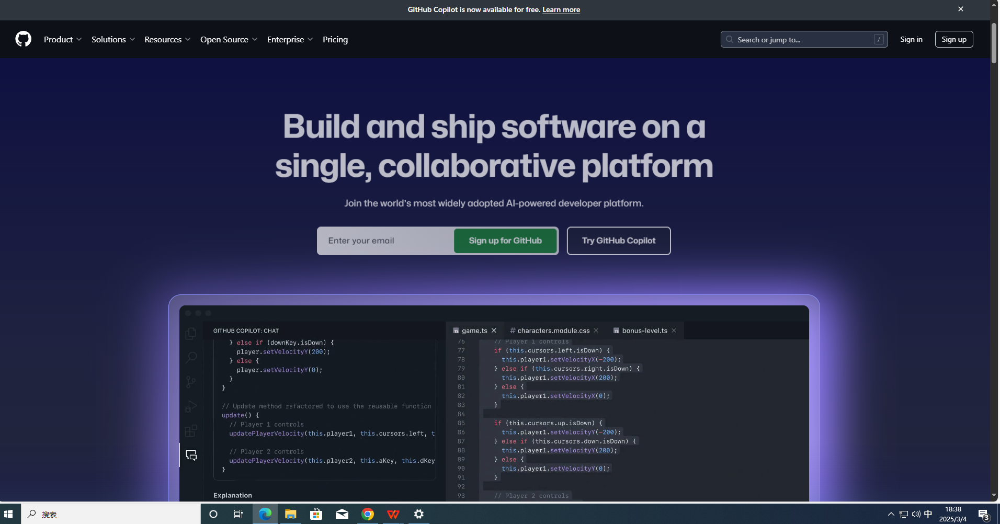 GitHub Copilot is now available for free. Learn more
Product Solutions Resources Open Source Enterprise Pricing Search or jump to... / Sign in Sign up
Build and ship software on a
single, collaborative platform
Join the world's most widely adopted AI-powered developer platform.
Enter your email Sign up for GitHub Try GitHub Copilot
GITHUB COPILOT: CHAT
} else if (downKey.isDown) {
player.setVelocityY(200);
} else {
player.setVelocityY(0);
}
}
// Update method refactored to use the reusable function
update() {
// Player 1 controls
updatePlayerVelocity(this.player1, this.cursors.left, t
// Player 2 controls
updatePlayerVelocity(this.player2, this.aKey, this.dKey
}
Explanation
TS game.ts # characters.module.css TS bonus-level.ts
76 // Player 1 controls
77 if (this.cursors.left.isDown) {
78 this.player1.setVelocityX(-200);
79 } else if (this.cursors.right.isDown) {
80 this.player1.setVelocityX(200);
81 } else {
82 this.player1.setVelocityX(0);
83 }
84
85 if (this.cursors.up.isDown) {
86 this.player1.setVelocityY(-200);
87 } else if (this.cursors.down.isDown) {
88 this.player1.setVelocityY(200);
89 } else {
90 this.player1.setVelocityY(0);
91 }
92
93 // Player 2 controls
搜索
中
18:38
2025/3/4
3